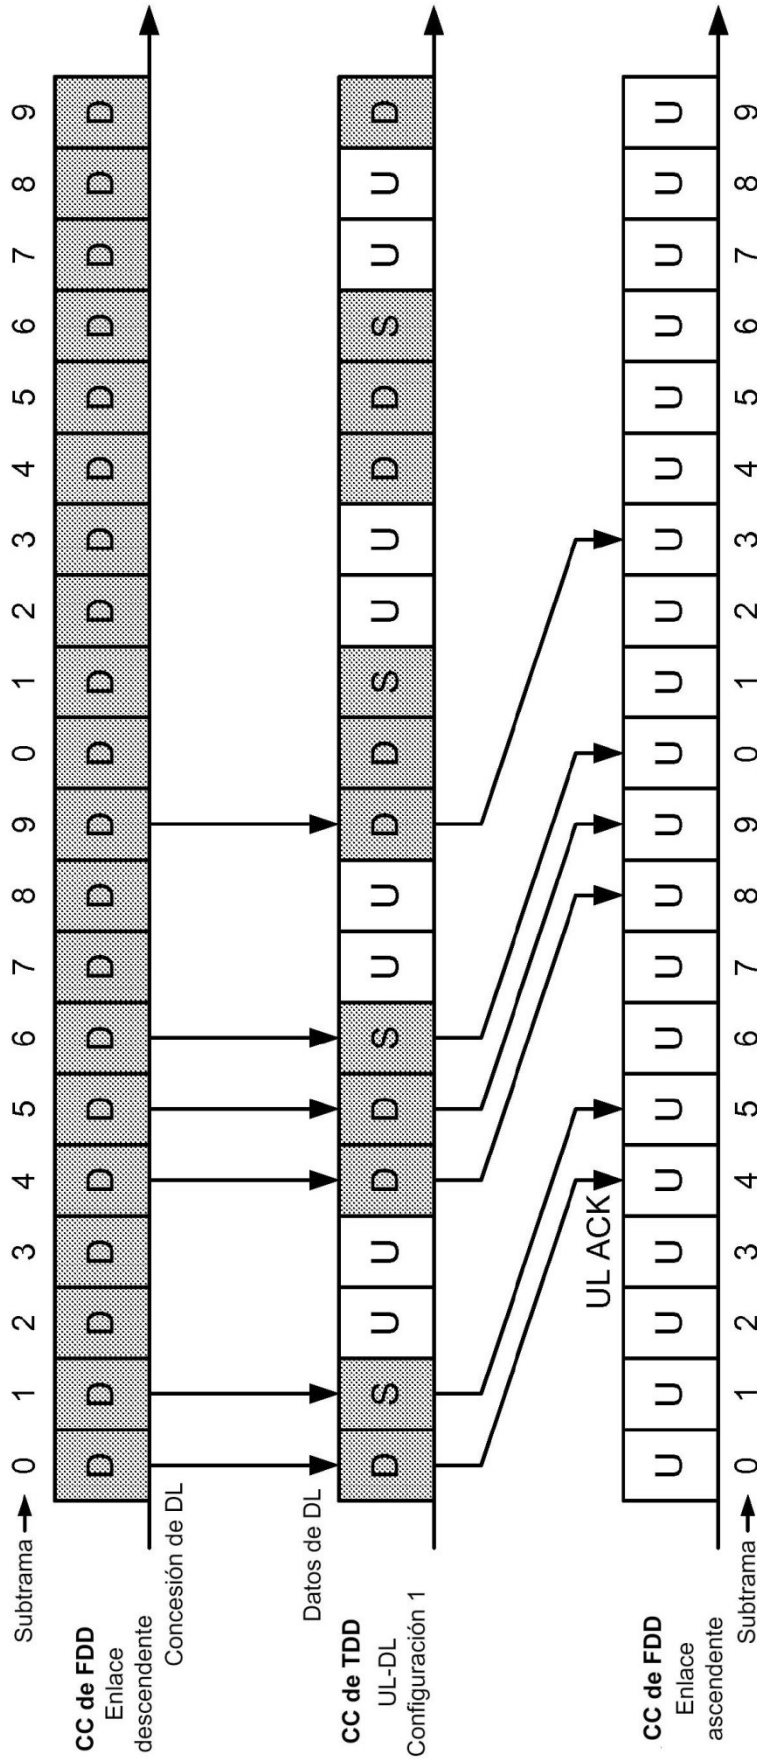 Subtrama 0 1 2 3 4 5 6 7 8 9 0 1 2 3 4 5 6 7 8 9
CC de FDD
Enlace
descendente
D D D D D D D D D D D D D D D D D D D D
Concesión de DL
Datos de DL
CC de TDD
UL-DL
Configuración 1
D S U U D D S U U D D S U U D D S U U D
UL ACK
CC de FDD
Enlace
ascendente
U U U U U U U U U U U U U U U U U U U U
Subtrama 0 1 2 3 4 5 6 7 8 9 0 1 2 3 4 5 6 7 8 9